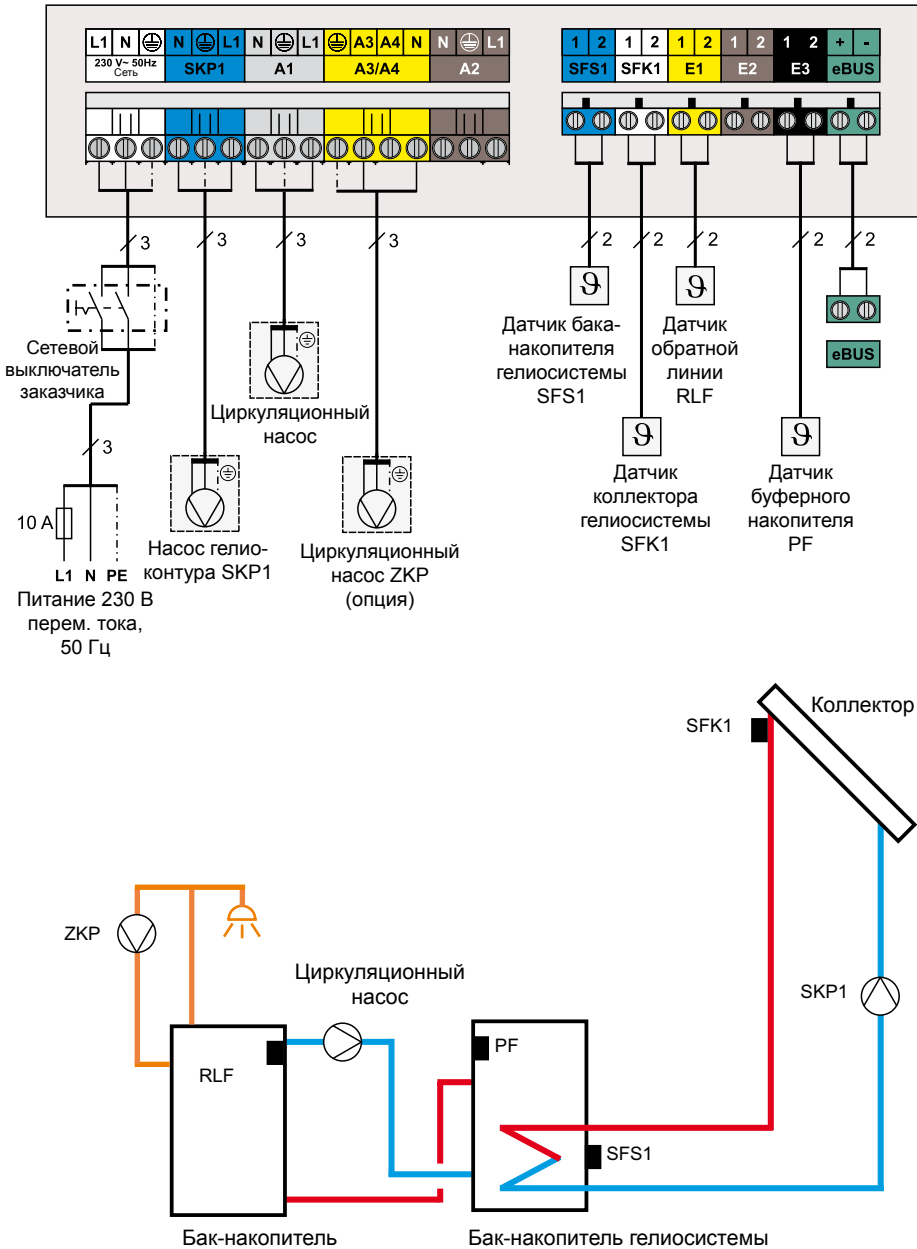 L1 N N L1 N L1 A3 A4 N N L1
230 V~ 50Hz
Сеть
SKP1 A1 A3/A4 A2
1 2 1 2 1 2 1 2 1 2 + -
SFS1 SFK1 E1 E2 E3 eBUS
3 3 3 3
2 2 2 2 2
Сетевой
выключатель
заказчика
3
10 A
L1 N PE
Питание 230 В
перем. тока,
50 Гц
Насос гелио-
контура SKP1
Циркуляционный
насос
Циркуляционный
насос ZKP
(опция)
ϑ
Датчик бака-
накопителя
гелиосистемы
SFS1
ϑ
Датчик
обратной
линии
RLF
eBUS
ϑ
Датчик
коллектора
гелиосистемы
SFK1
ϑ
Датчик
буферного
накопителя
PF
Коллектор
SFK1
ZKP
Циркуляционный
насос
SKP1
RLF
PF
SFS1
Бак-накопитель
Бак-накопитель гелиосистемы